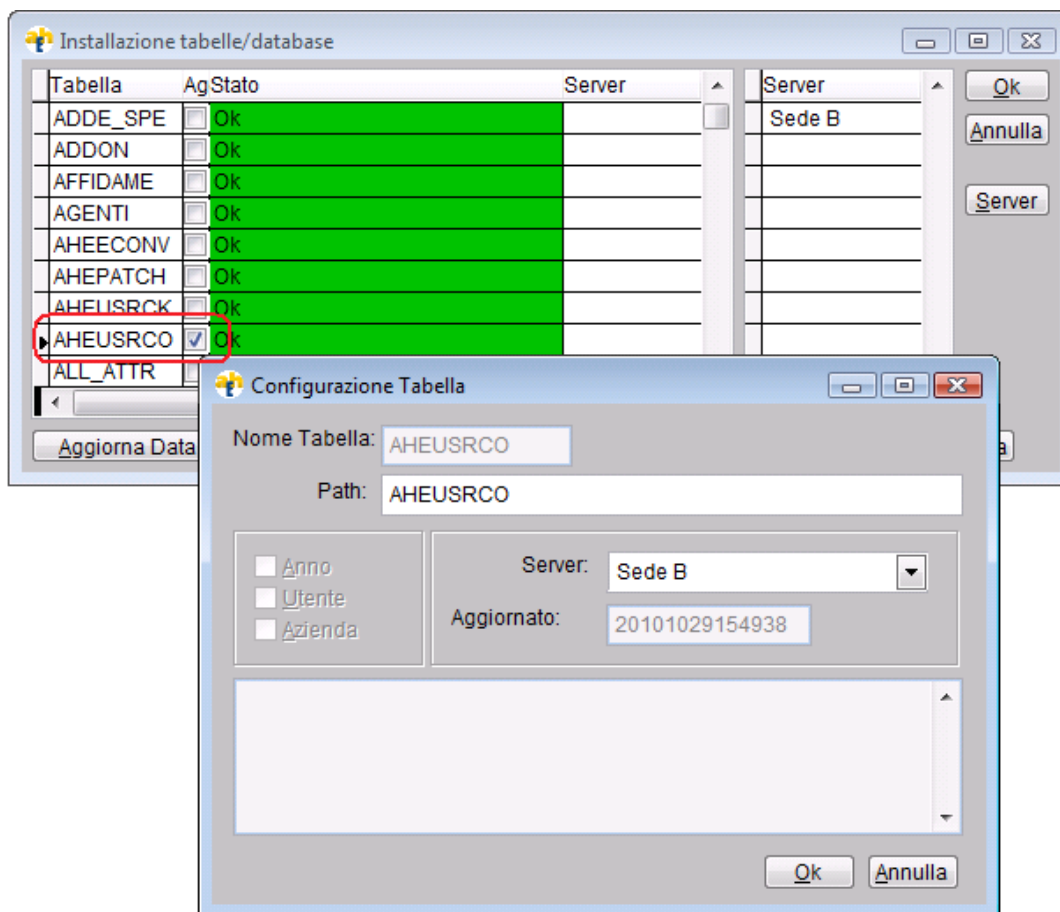 Installazione tabelle/database
Tabella AgStato Server Server Ok
ADDE_SPE Ok Sede B
ADDON Ok Annulla
AFFIDAME Ok
AGENTI Ok Server
AHEECONV Ok
AHEPATCH Ok
AHEUSRCK Ok
AHEUSRCO Ok
ALL_ATTR
Aggiorna Data
Configurazione Tabella
Nome Tabella: AHEUSRCO
Path: AHEUSRCO
Anno
Utente
Azienda
Server: Sede B
Aggiornato: 20101029154938
Ok Annulla